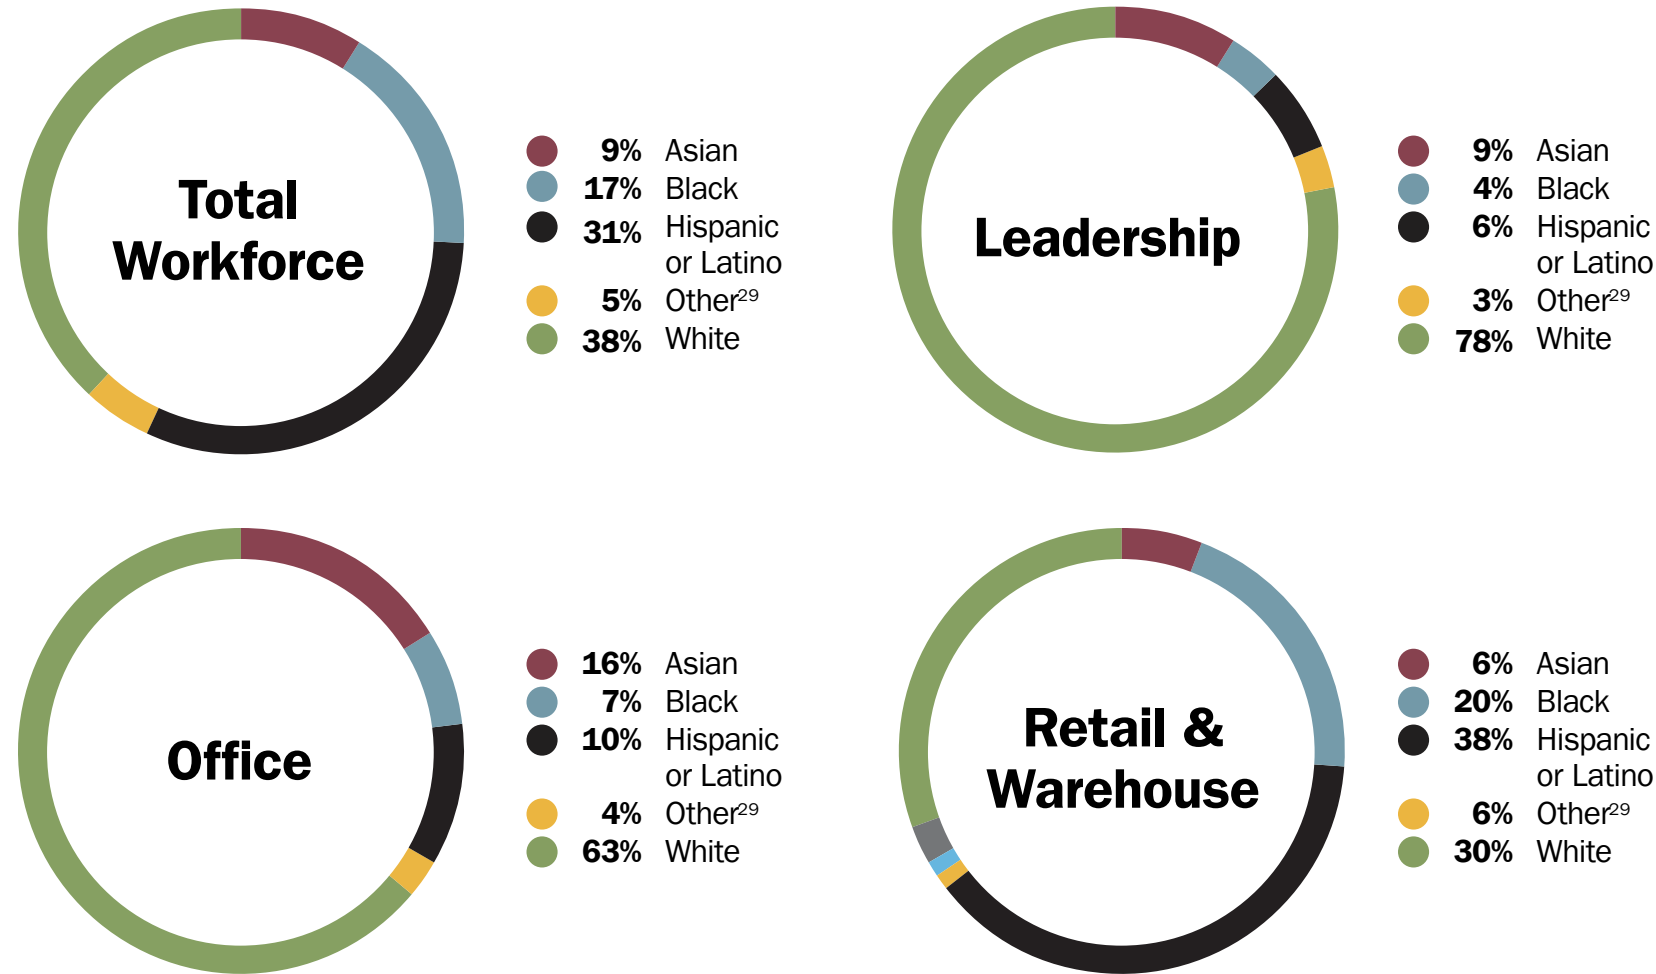 Total
Workforce
9% Asian
17% Black
31% Hispanic
or Latino
5% Other29
38% White
Leadership
9% Asian
4% Black
6% Hispanic
or Latino
3% Other29
78% White
Office
16% Asian
7% Black
10% Hispanic
or Latino
4% Other29
63% White
Retail &
Warehouse
6% Asian
20% Black
38% Hispanic
or Latino
6% Other29
30% White